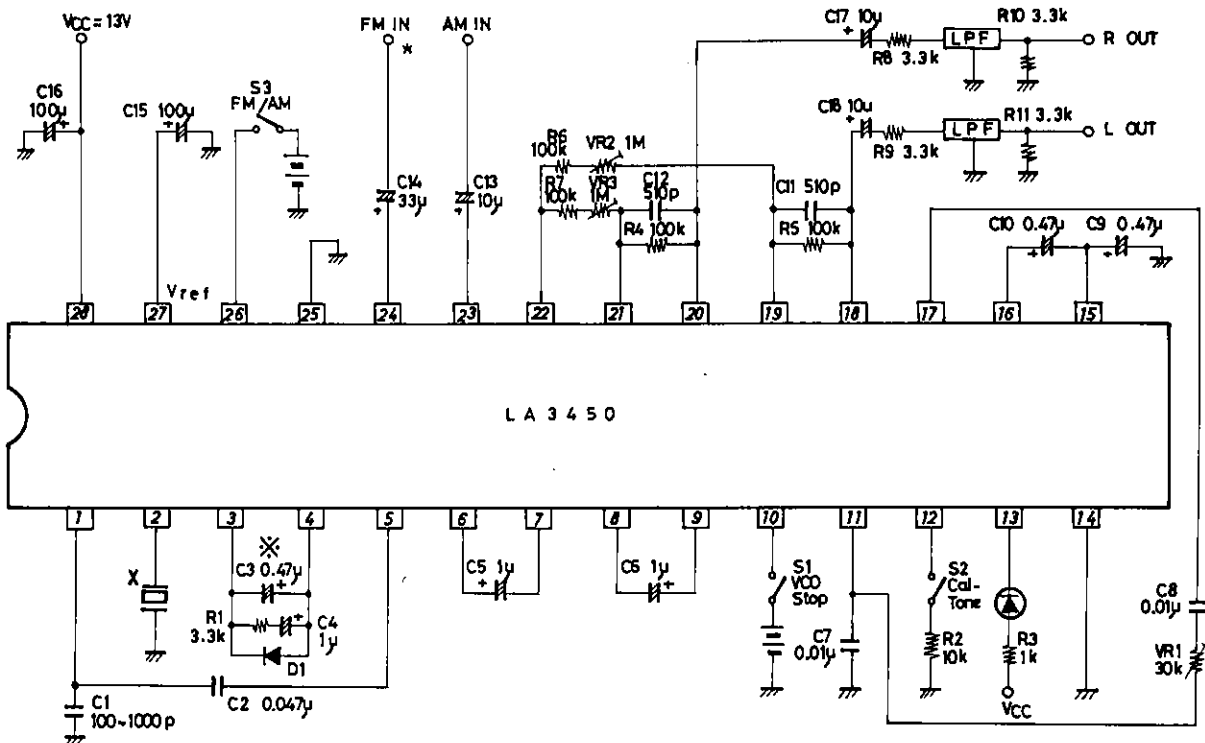 VCC = 13V
FM IN
*
AM IN
C17 10μ
R8 3.3k
LPF
R10 3.3k
R OUT
C16
100μ
C15 100μ
S3
FM/AM
C18 10μ
R9 3.3k
LPF
R11 3.3k
L OUT
C14
33μ
C13
10μ
R6
100k
VR2 1M
R7
100k
VR3
1M
C12
510p
R4 100k
C11 510p
R5 100k
C10 0.47μ
C9 0.47μ
Vref
28 27 26 25 24 23 22 21 20 19 18 17 16 15
LA3450
1 2 3 4 5 6 7 8 9 10 11 12 13 14
X
※
C3 0.47μ
R1
3.3k
C4
1μ
D1
C5 1μ
C6 1μ
S1
VCO
Stop
C7
0.01μ
S2
Cal-
Tone
R2
10k
R3
1k
VCC
C8
0.01μ
VR1
30k
C1
100~1000p
C2 0.047μ